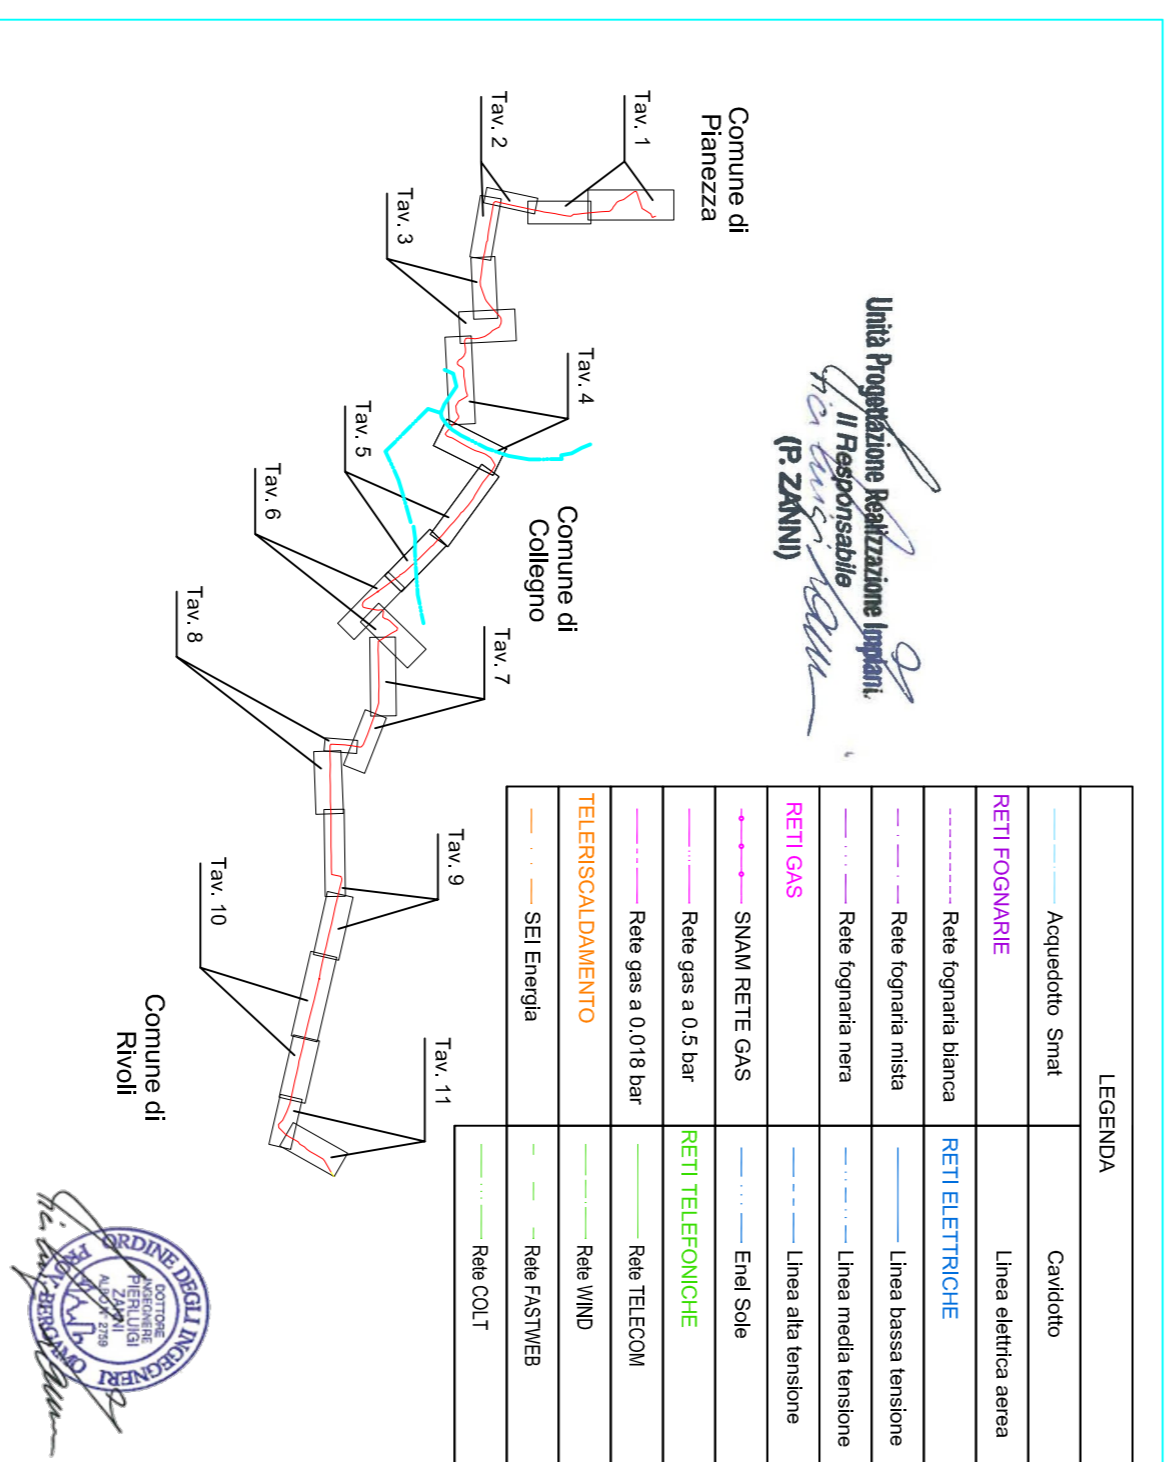 LEGENDA
Acquedotto Smat
Cavidotto
RETI FOGNARIE
Linea elettrica aerea
Rete fognaria bianca
RETI ELETTRICHE
Rete fognaria mista
Linea bassa tensione
Rete fognaria nera
Linea media tensione
RETI GAS
Linea alta tensione
SNAM RETE GAS
Enel Sole
Rete gas a 0.5 bar
RETI TELEFONICHE
Rete gas a 0.018 bar
Rete TELECOM
TELERISCALDAMENTO
Rete WIND
SEI Energia
Rete FASTWEB
Rete COLT
Unità Progettazione Realizzazione Impianti
Il Responsabile
(P. ZANNI)
Comune di
Pianezza
Tav. 1
Tav. 2
Tav. 3
Tav. 4
Tav. 5
Tav. 6
Comune di
Collegno
Tav. 7
Tav. 8
Tav. 9
Tav. 10
Tav. 11
Comune di
Rivoli
ORDINE DEGLI INGEGNERI
PROV. BERGAMO
DOTTORE
INGEGNERE
PIERLUIGI
ZANNI
ALBO N° 2759